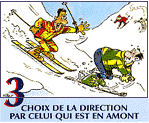 3
CHOIX DE LA DIRECTION
PAR CELUI QUI EST EN AMONT